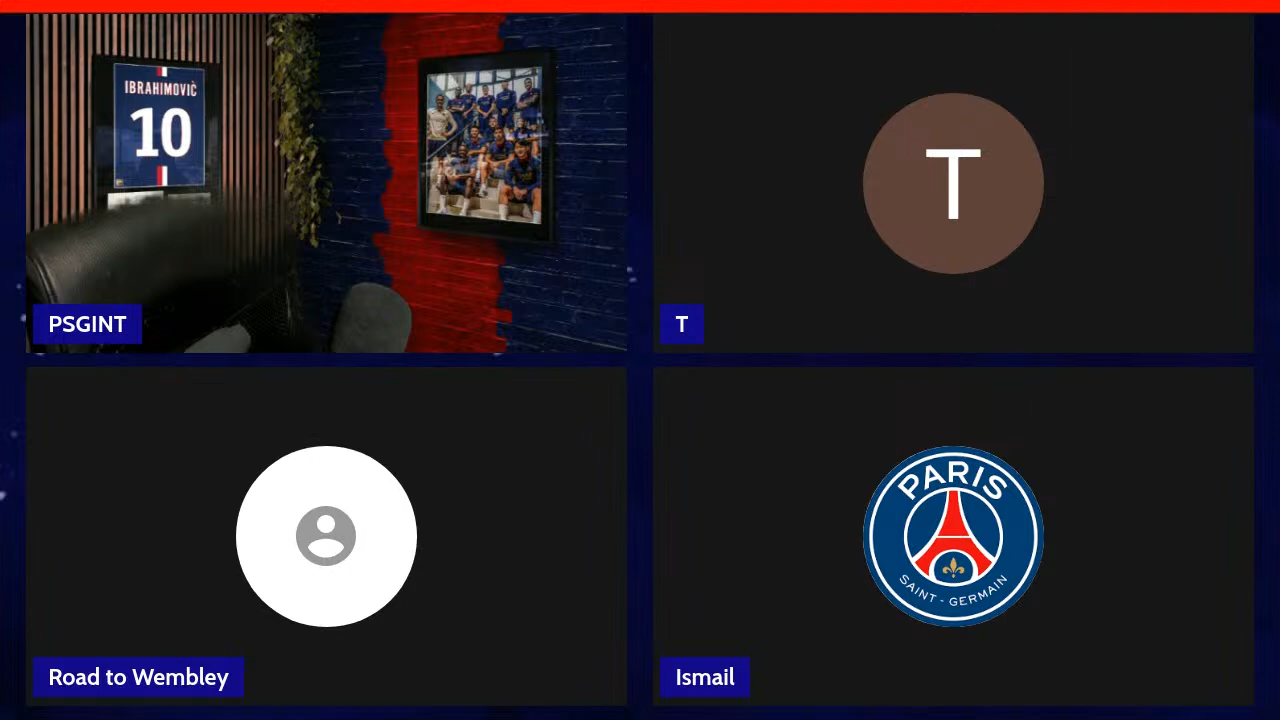 IBRAHIMOVIĆ
10
PSGINT
T
T
Road to Wembley
PARIS
SAINT - GERMAIN
Ismail